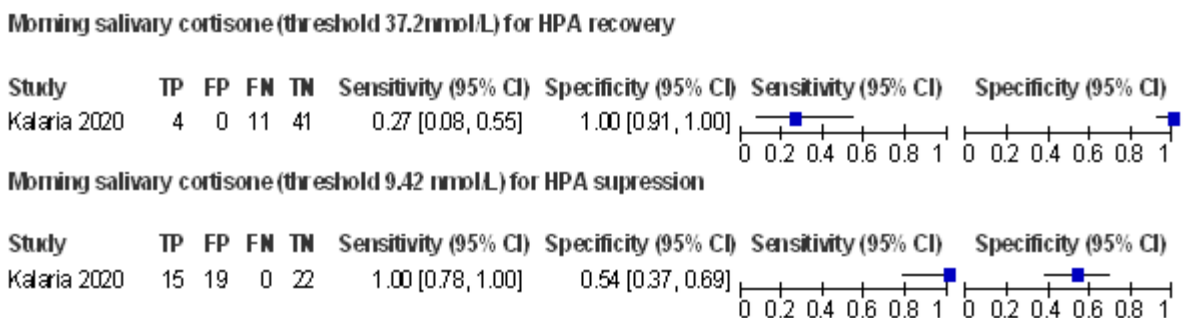 Morning salivary cortisone (threshold 37.2nmol/L) for HPA recovery
Study TP FP FN TN Sensitivity (95% CI) Specificity (95% CI) Sensitivity (95% CI) Specificity (95% CI)
Kalaria 2020 4 0 11 41 0.27 [0.08, 0.55] 1.00 [0.91, 1.00]
0 0.2 0.4 0.6 0.8 1 0 0.2 0.4 0.6 0.8 1
Morning salivary cortisone (threshold 9.42 nmol/L) for HPA supression
Study TP FP FN TN Sensitivity (95% CI) Specificity (95% CI) Sensitivity (95% CI) Specificity (95% CI)
Kalaria 2020 15 19 0 22 1.00 [0.78, 1.00] 0.54 [0.37, 0.69]
0 0.2 0.4 0.6 0.8 1 0 0.2 0.4 0.6 0.8 1